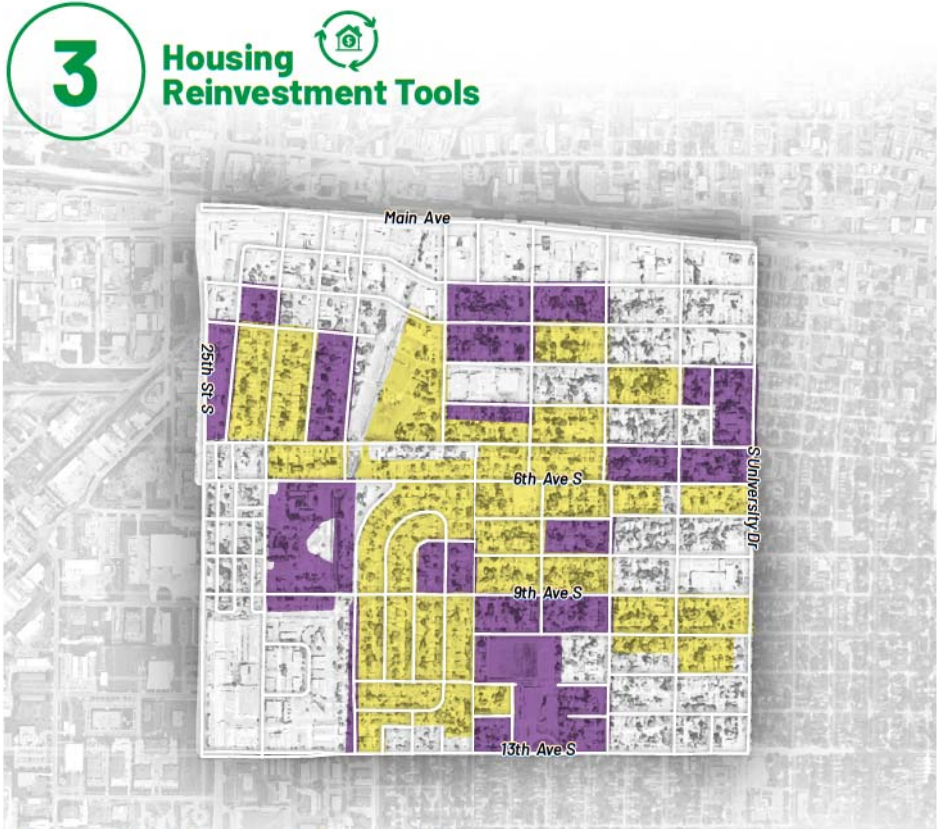 3
Housing
Reinvestment Tools
$
Main Ave
25th St S
6th Ave S
S University Dr
9th Ave S
13th Ave S